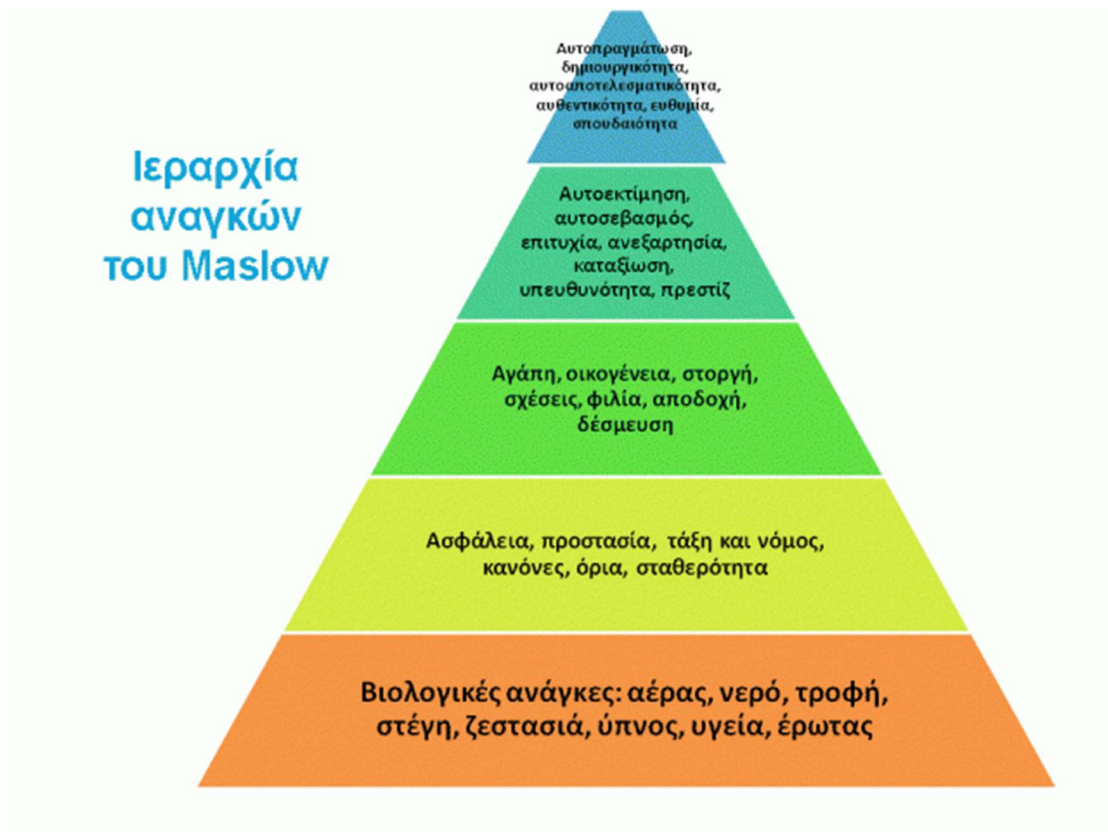 Ιεραρχία
αναγκών
του Maslow
Αυτοπραγμάτωση,
δημιουργικότητα,
αυτοαποτελεσματικότητα,
αυθεντικότητα, ευθυμία,
σπουδαιότητα
Αυτοεκτίμηση,
αυτοσεβασμός,
επιτυχία, ανεξαρτησία,
καταξίωση,
υπευθυνότητα, πρεστίζ
Αγάπη, οικογένεια, στοργή,
σχέσεις, φιλία, αποδοχή,
δέσμευση
Ασφάλεια, προστασία, τάξη και νόμος,
κανόνες, όρια, σταθερότητα
Βιολογικές ανάγκες: αέρας, νερό, τροφή,
στέγη, ζεστασιά, ύπνος, υγεία, έρωτας